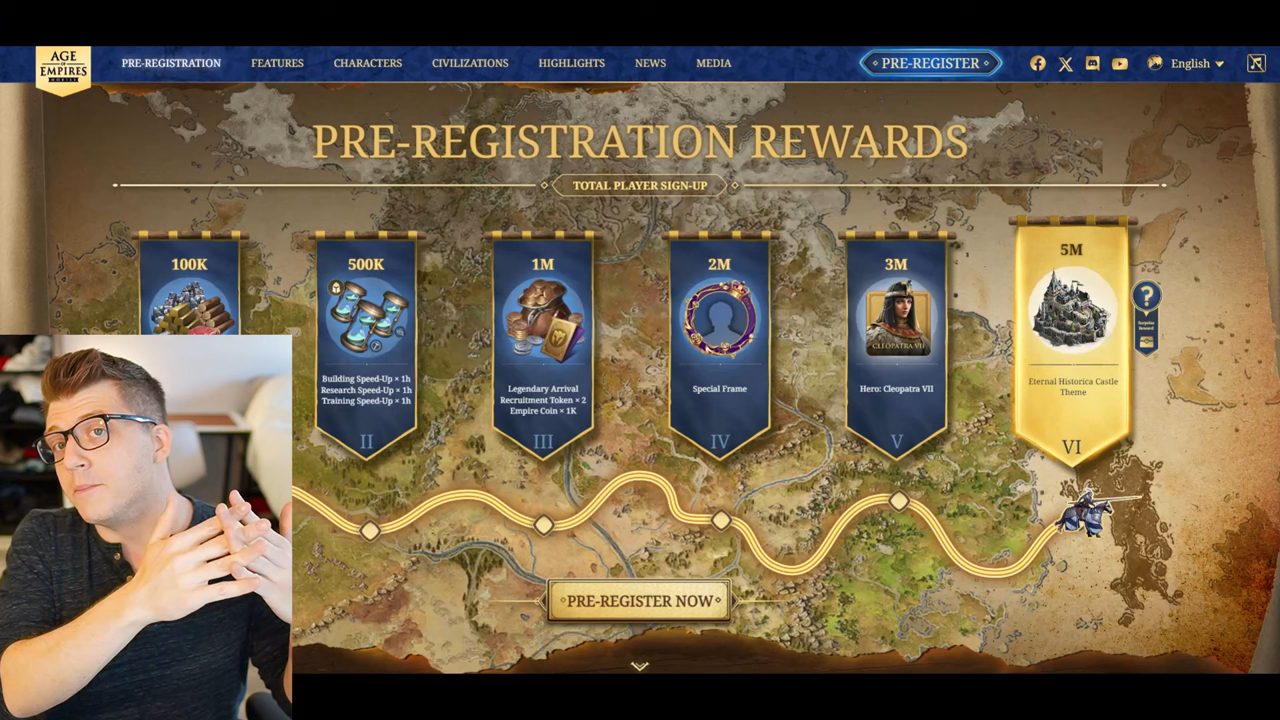 AGE
OF
EMPIRES
MOBILE
PRE-REGISTRATION
FEATURES
CHARACTERS
CIVILIZATIONS
HIGHLIGHTS
NEWS
MEDIA
PRE-REGISTER
English
PRE-REGISTRATION REWARDS
TOTAL PLAYER SIGN-UP
100K
500K
Building Speed-Up × 1h
Research Speed-Up × 1h
Training Speed-Up × 1h
II
1M
Legendary Arrival
Recruitment Token × 2
Empire Coin × 1K
III
2M
Special Frame
IV
3M
CLEOPATRA VII
Hero: Cleopatra VII
V
5M
Eternal Historica Castle
Theme
VI
?
Surprise
Reward
PRE-REGISTER NOW